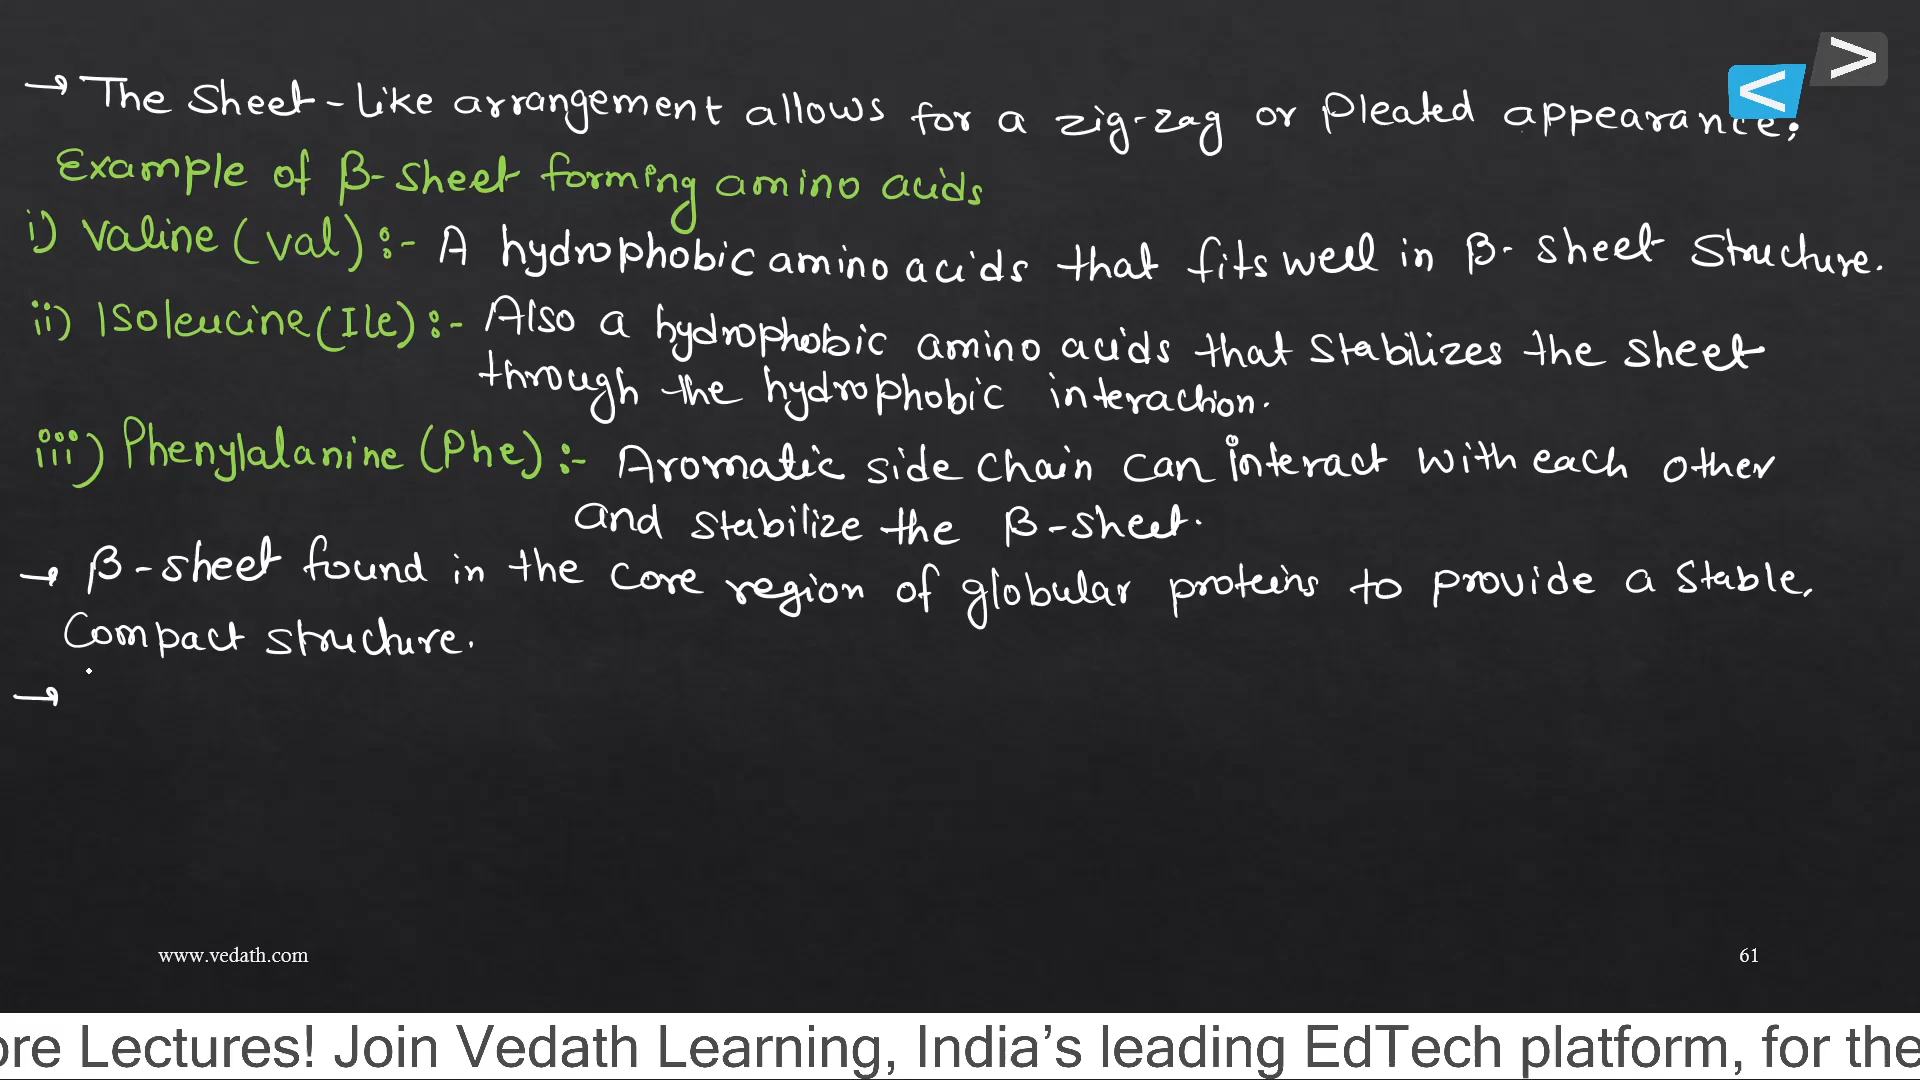 → The sheet-like arrangement allows for a zig-zag or pleated appearance.
Example of β-sheet forming amino acids
i) Valine (val) :- A hydrophobic amino acids that fits well in β-sheet structure.
ii) Isoleucine (Ile) :- Also a hydrophobic amino acids that stabilizes the sheet
through the hydrophobic interaction.
iii) Phenylalanine (Phe) :- Aromatic side chain can interact with each other
and stabilize the β-sheet.
→ β-sheet found in the core region of globular proteins to provide a stable,
Compact structure.
→
www.vedath.com
61
ore Lectures! Join Vedath Learning, India’s leading EdTech platform, for the